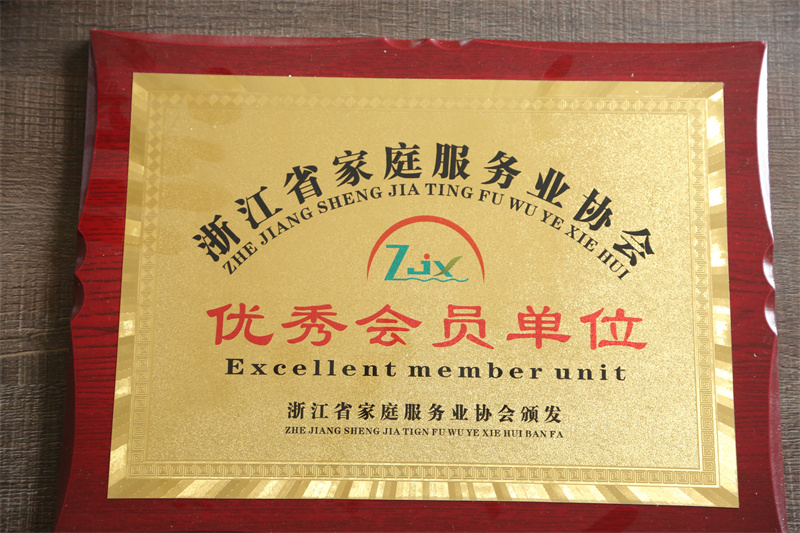 浙江省家庭服务业协会
ZHE JIANG SHENG JIA TING FU WU YE XIE HUI
Zjx
优秀会员单位
Excellent member unit
浙江省家庭服务业协会颁发
ZHE JIANG SHENG JIA TIGN FU WU YE XIE HUI BAN FA